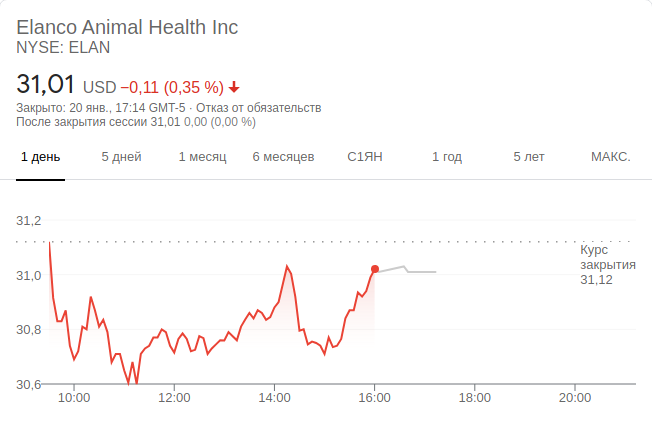 Elanco Animal Health Inc
NYSE: ELAN
31,01 USD −0,11 (0,35 %)
Закрыто: 20 янв., 17:14 GMT-5 · Отказ от обязательств
После закрытия сессии 31,01 0,00 (0,00 %)
1 день 5 дней 1 месяц 6 месяцев С1ЯН 1 год 5 лет МАКС.
31,2
Курс
закрытия
31,12
31,0
30,8
30,6
10:00 12:00 14:00 16:00 18:00 20:00